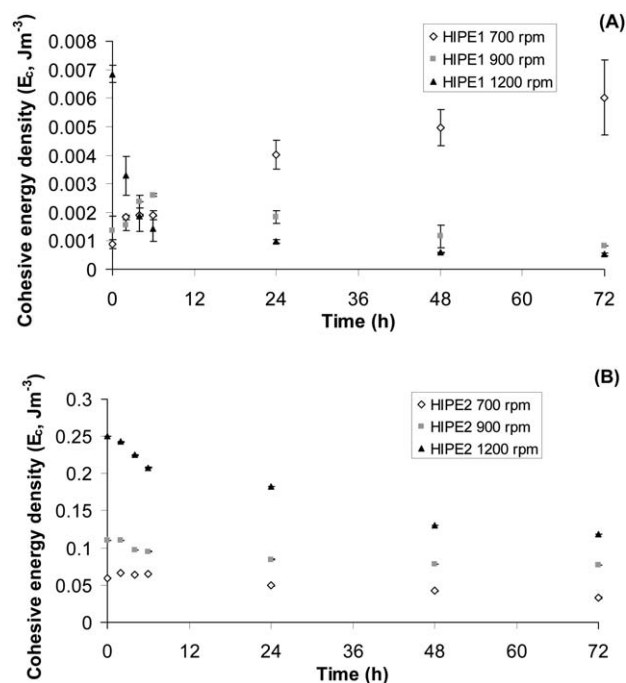 (A)
Cohesive energy density (Ec, Jm-3)
0.008
0.007
0.006
0.005
0.004
0.003
0.002
0.001
0
HIPE1 700 rpm
HIPE1 900 rpm
HIPE1 1200 rpm
0 12 24 36 48 60 72
Time (h)
(B)
Cohesive energy density (Ec, Jm-3)
0.3
0.25
0.2
0.15
0.1
0.05
0
HIPE2 700 rpm
HIPE2 900 rpm
HIPE2 1200 rpm
0 12 24 36 48 60 72
Time (h)